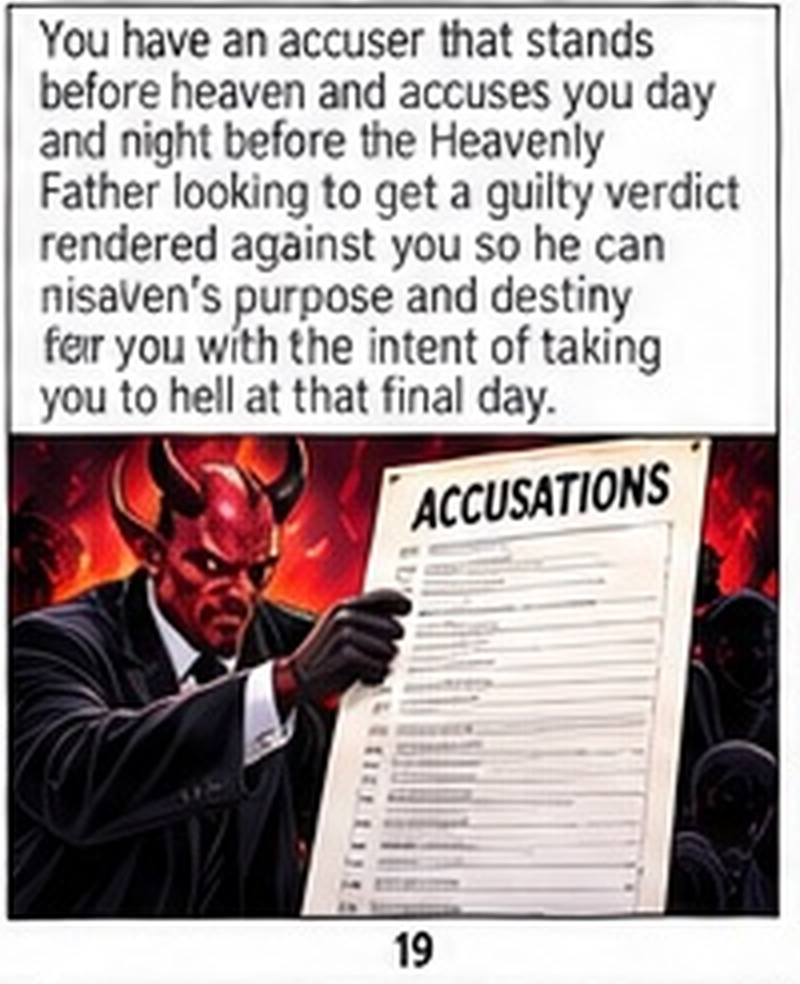 You have an accuser that stands
before heaven and accuses you day
and night before the Heavenly
Father looking to get a guilty verdict
rendered against you so he can
nisaVen's purpose and destiny
you with the intent of taking
you to hell at that final day.
ACCUSATIONS
19